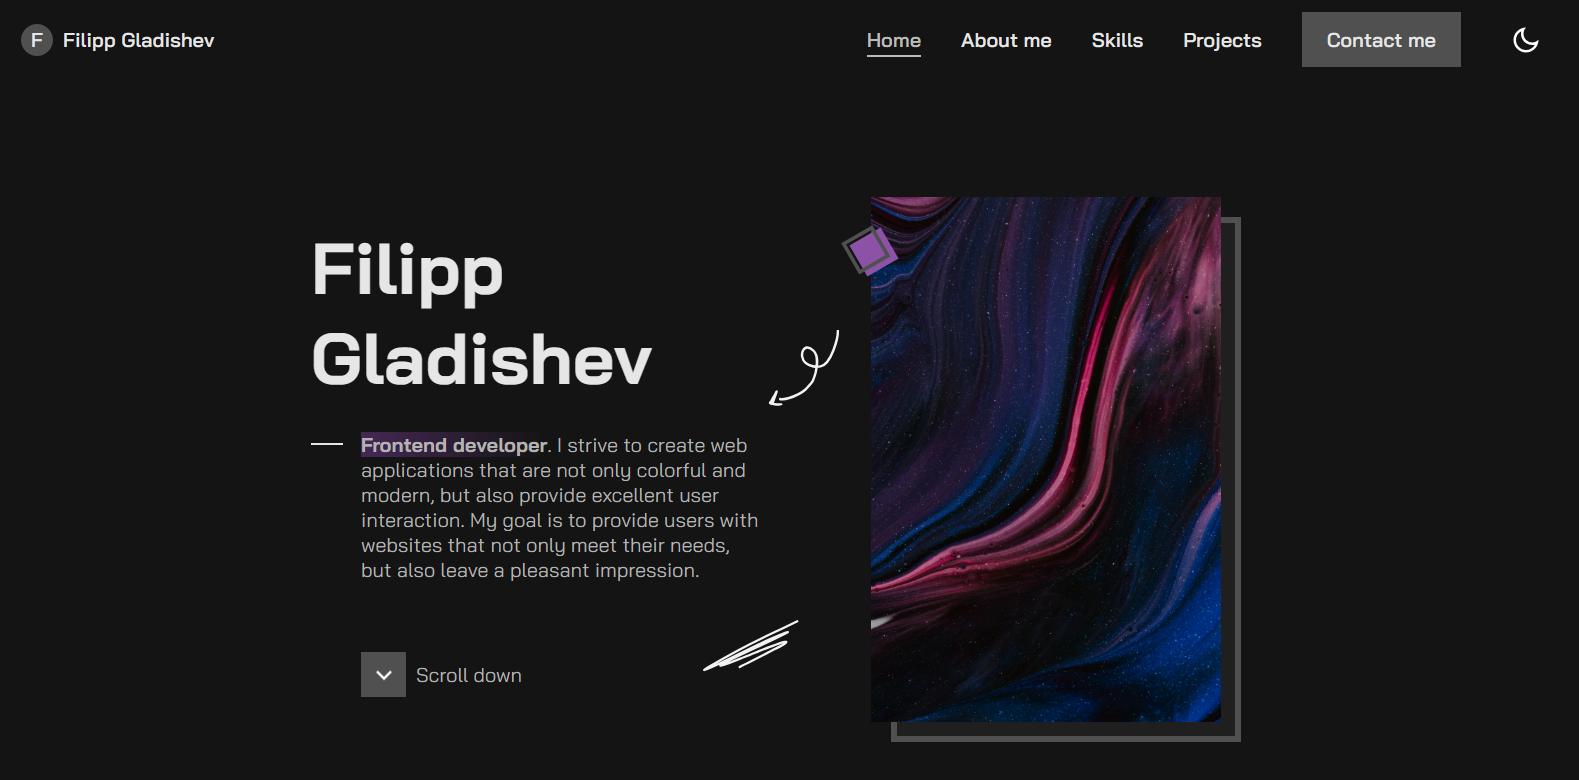 F Filipp Gladishev Home About me Skills Projects Contact me
Filipp
Gladishev
Frontend developer. I strive to create web
applications that are not only colorful and
modern, but also provide excellent user
interaction. My goal is to provide users with
websites that not only meet their needs,
but also leave a pleasant impression.
Scroll down